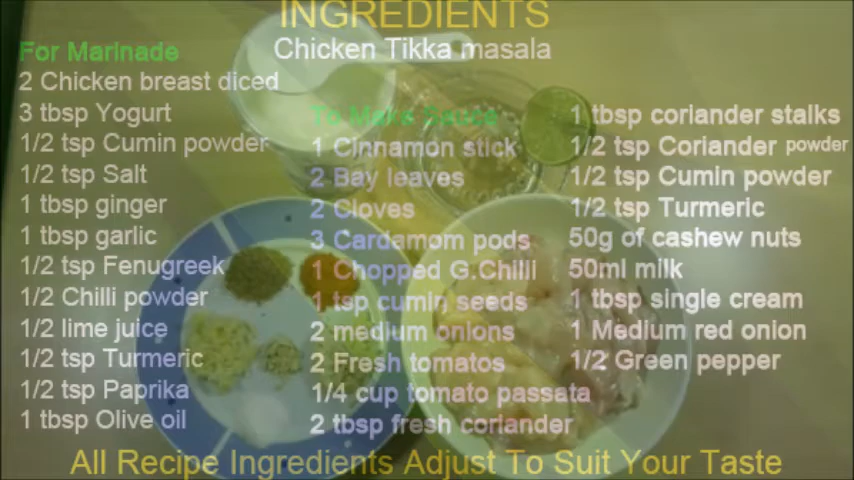 INGREDIENTS
Chicken Tikka masala
For Marinade
2 Chicken breast diced
3 tbsp Yogurt
1/2 tsp Cumin powder
1/2 tsp Salt
1 tbsp ginger
1 tbsp garlic
1/2 tsp Fenugreek
1/2 Chilli powder
1/2 lime juice
1/2 tsp Turmeric
1/2 tsp Paprika
1 tbsp Olive oil
To Make Sauce
1 Cinnamon stick
2 Bay leaves
2 Cloves
3 Cardamom pods
1 Chopped G.Chilli
1 tsp cumin seeds
2 medium onions
2 Fresh tomatos
1/4 cup tomato passata
2 tbsp fresh coriander
1 tbsp coriander stalks
1/2 tsp Coriander powder
1/2 tsp Cumin powder
1/2 tsp Turmeric
50g of cashew nuts
50ml milk
1 tbsp single cream
1 Medium red onion
1/2 Green pepper
All Recipe Ingredients Adjust To Suit Your Taste